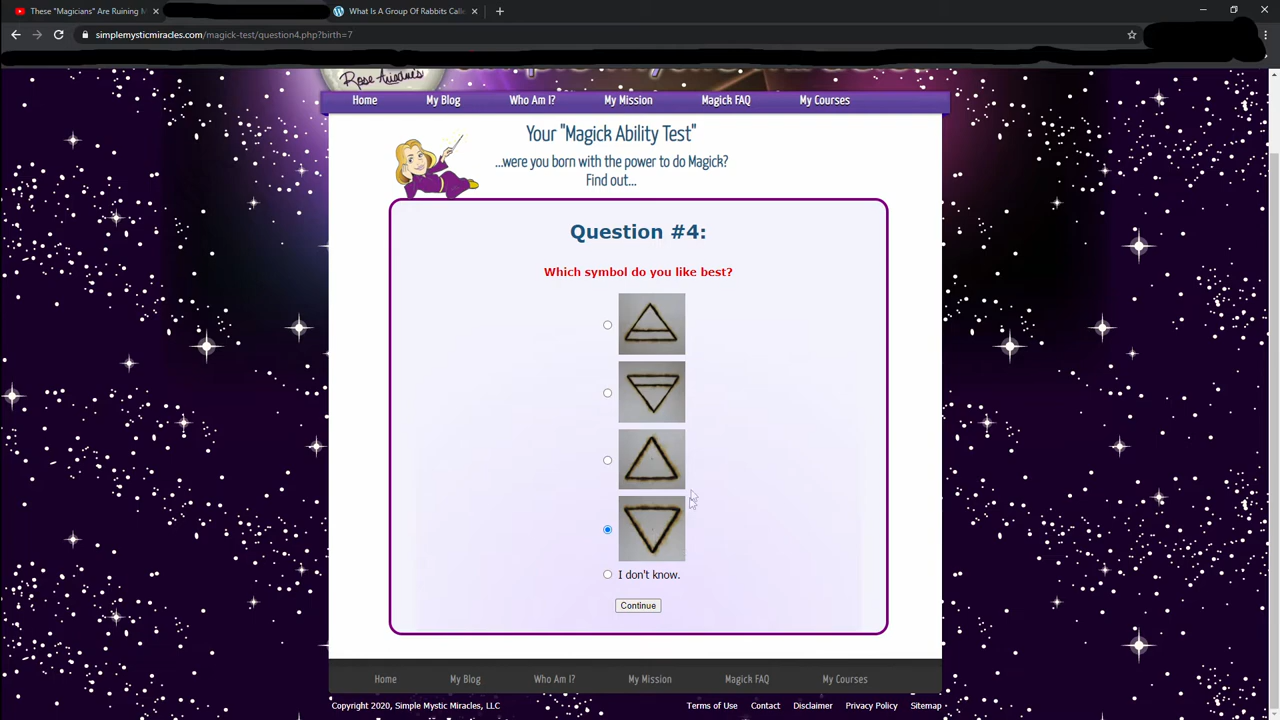 These "Magicians" Are Ruining M
What Is A Group Of Rabbits Calle
simplemysticmiracles.com/magick-test/question4.php?birth=7
Rose Ariadnes
Home My Blog Who Am I? My Mission Magick FAQ My Courses
Your "Magick Ability Test"
...were you born with the power to do Magick?
Find out...
Question #4:
Which symbol do you like best?
I don't know.
Continue
Home My Blog Who Am I? My Mission Magick FAQ My Courses
Copyright 2020, Simple Mystic Miracles, LLC Terms of Use Contact Disclaimer Privacy Policy Sitemap